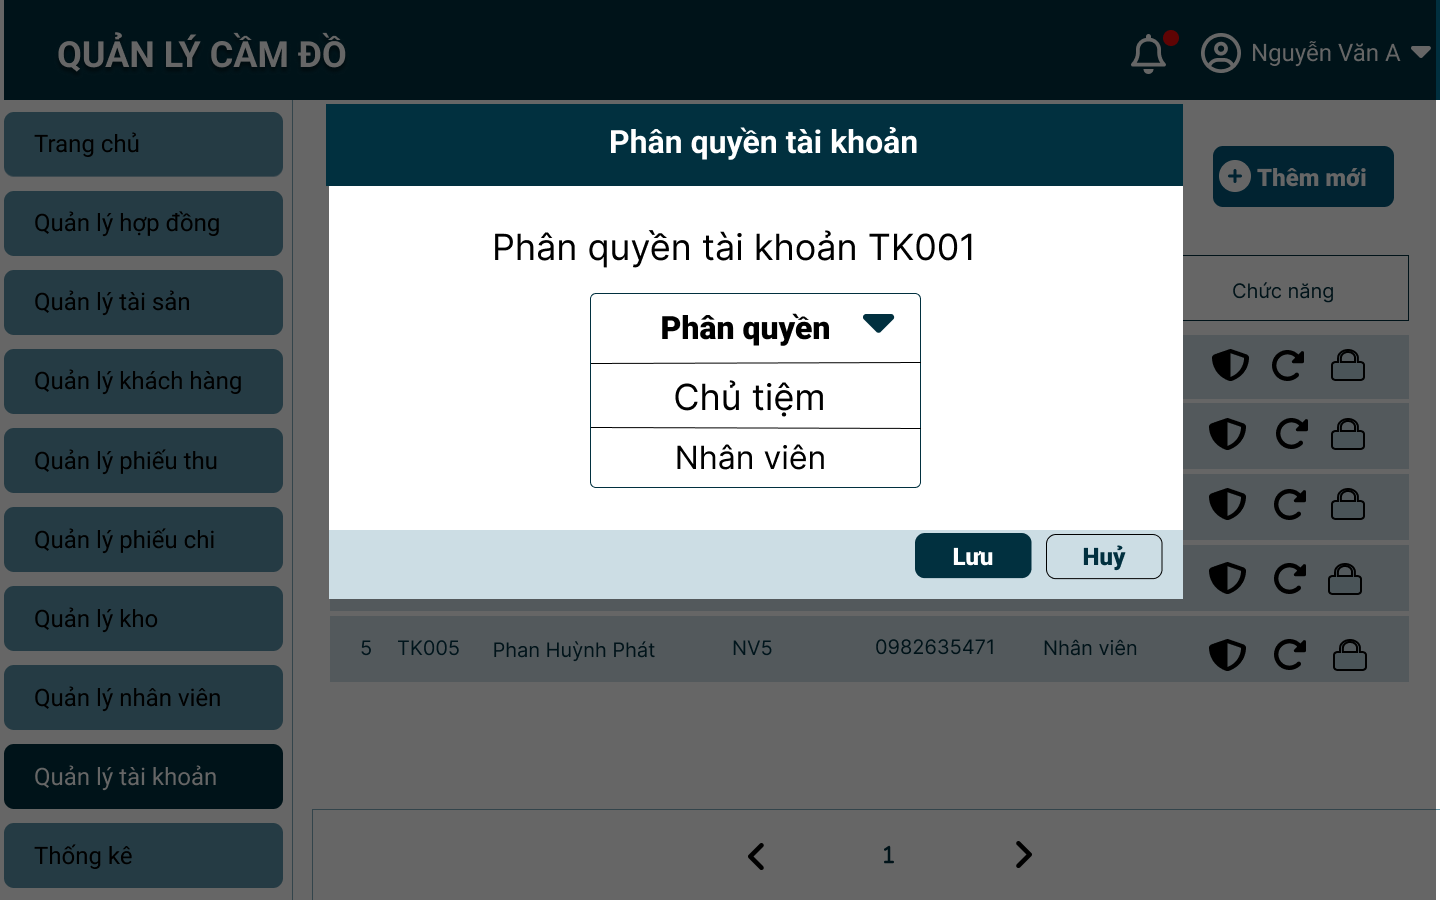 QUẢN LÝ CẦM ĐỒ
Nguyễn Văn A
Trang chủ
Quản lý hợp đồng
Quản lý tài sản
Quản lý khách hàng
Quản lý phiếu thu
Quản lý phiếu chi
Quản lý kho
Quản lý nhân viên
Quản lý tài khoản
Thống kê
Phân quyền tài khoản
Thêm mới
Phân quyền tài khoản TK001
Phân quyền
Chủ tiệm
Nhân viên
Lưu Huỷ
Chức năng
5 TK005 Phan Huỳnh Phát NV5 0982635471 Nhân viên
1